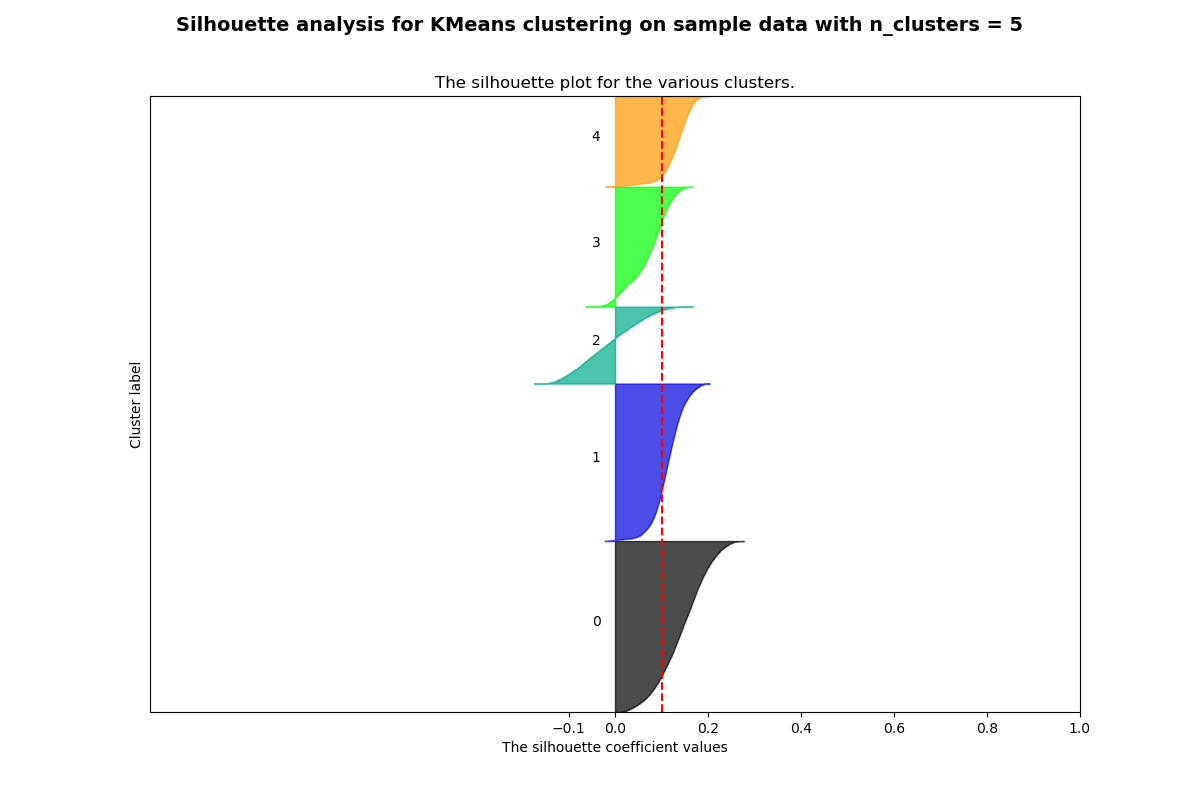 Silhouette analysis for KMeans clustering on sample data with n_clusters = 5
The silhouette plot for the various clusters.
4
3
2
1
0
Cluster label
−0.1 0.0 0.2 0.4 0.6 0.8 1.0
The silhouette coefficient values